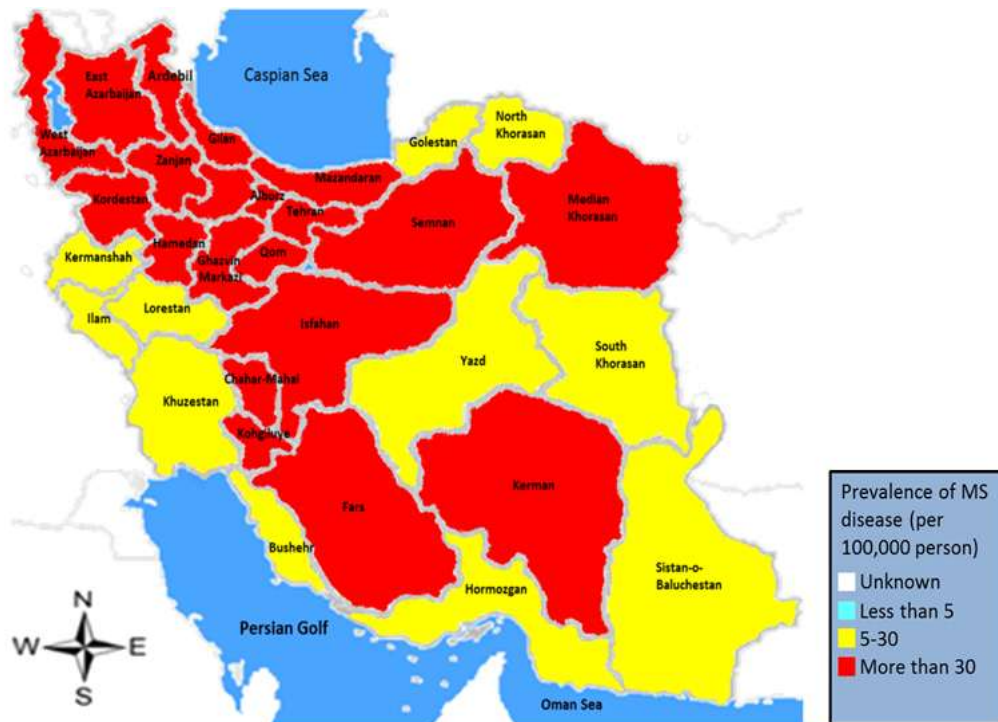 Caspian Sea
East
Azarbaijan
Ardebil
West
Azarbaijan
Gilan
Zanjan
Mazandaran
Golestan
North
Khorasan
Kordestan
Alburz
Tehran
Semnan
Median
Khorasan
Hamedan
Ghazvin
Markazi
Qom
Kermanshah
Ilam
Lorestan
Isfahan
Yazd
South
Khorasan
Khuzestan
Chahar-Mahal
Kohgiluye
Fars
Kerman
Bushehr
Hormozgan
Sistan-o-
Baluchestan
Persian Golf
Oman Sea
N
W
E
S
Prevalence of MS
disease (per
100,000 person)
Unknown
Less than 5
5-30
More than 30